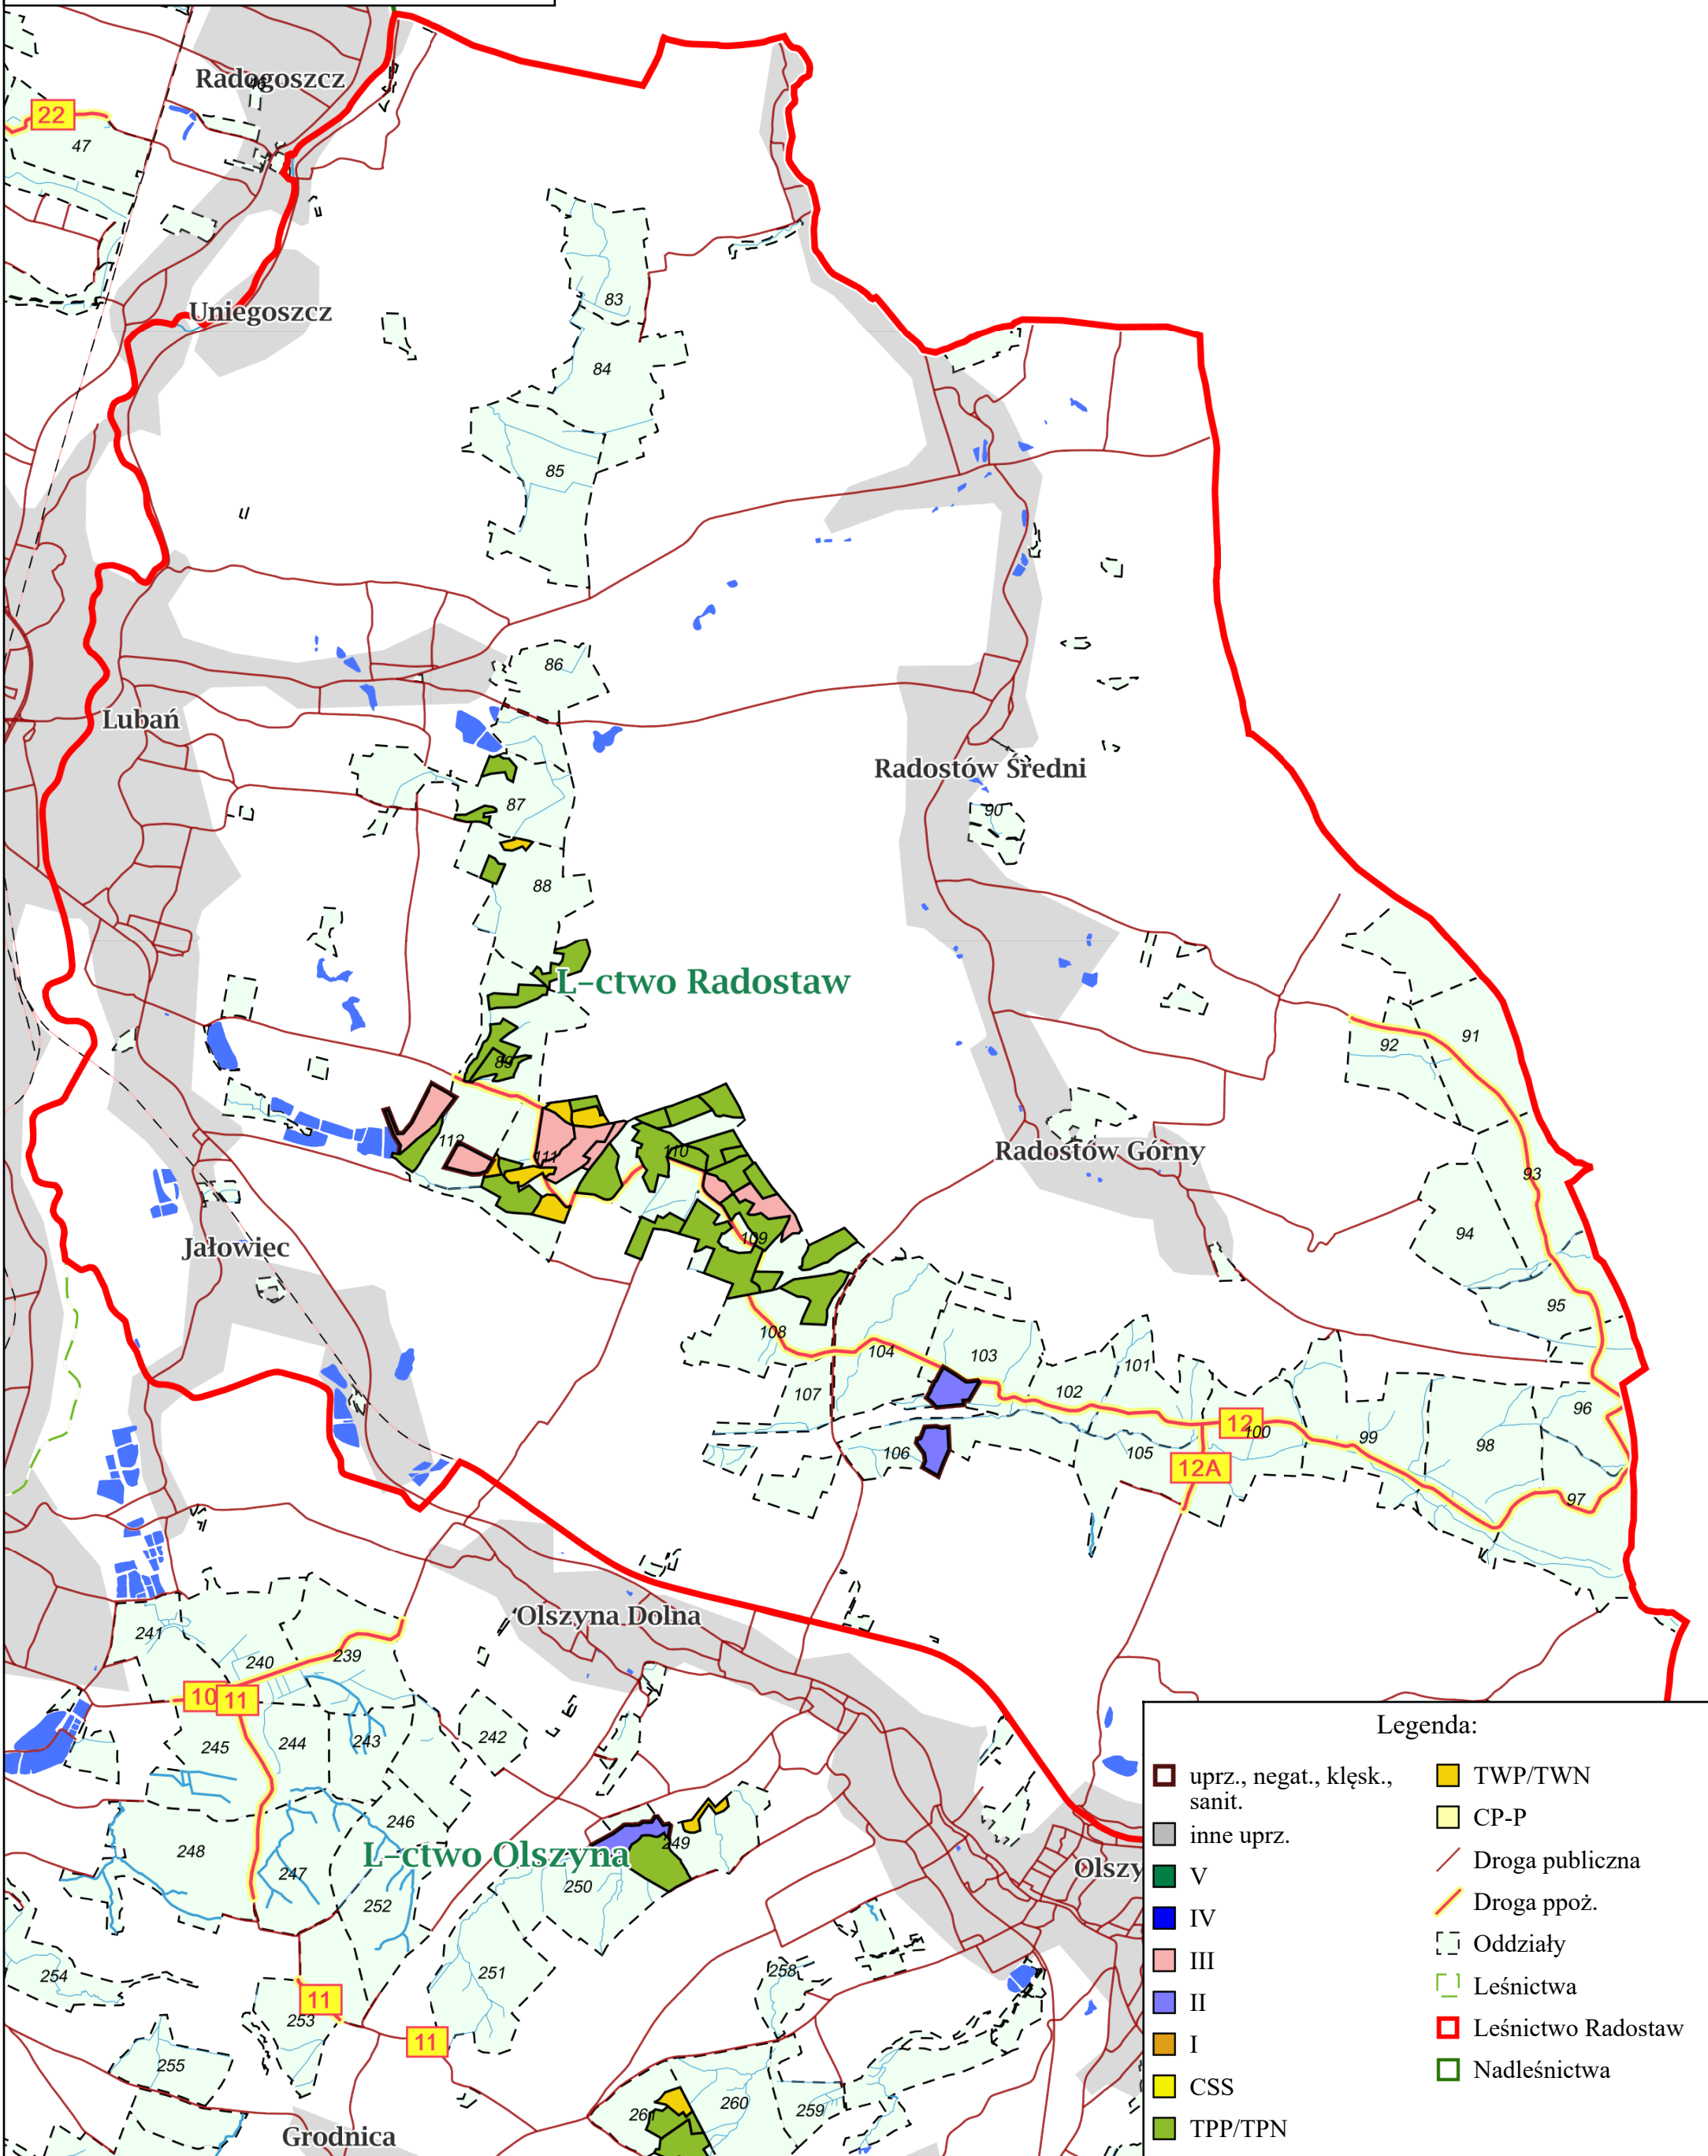 Radogoszcz
46
22
47
Uniegoszcz
83
84
85
86
Lubań
Radostów Średni
87
90
88
L-ctwo Radostaw
91
92
89
112
111
110
Radostów Górny
93
94
109
Jałowiec
95
108
104
103
101
107
102
96
12
100
99
98
106
105
12A
97
Olszyna Dolna
241
240
239
10
11
245
244
243
242
246
248
249
L-ctwo Olszyna
247
250
252
251
254
258
11
253
11
255
261
260
259
Grodnica
Olszy
Legenda:
uprz., negat., klęsk.,
sanit.
inne uprz.
V
IV
III
II
I
CSS
TPP/TPN
TWP/TWN
CP-P
Droga publiczna
Droga ppoż.
Oddziały
Leśnictwa
Leśnictwo Radostaw
Nadleśnictwa